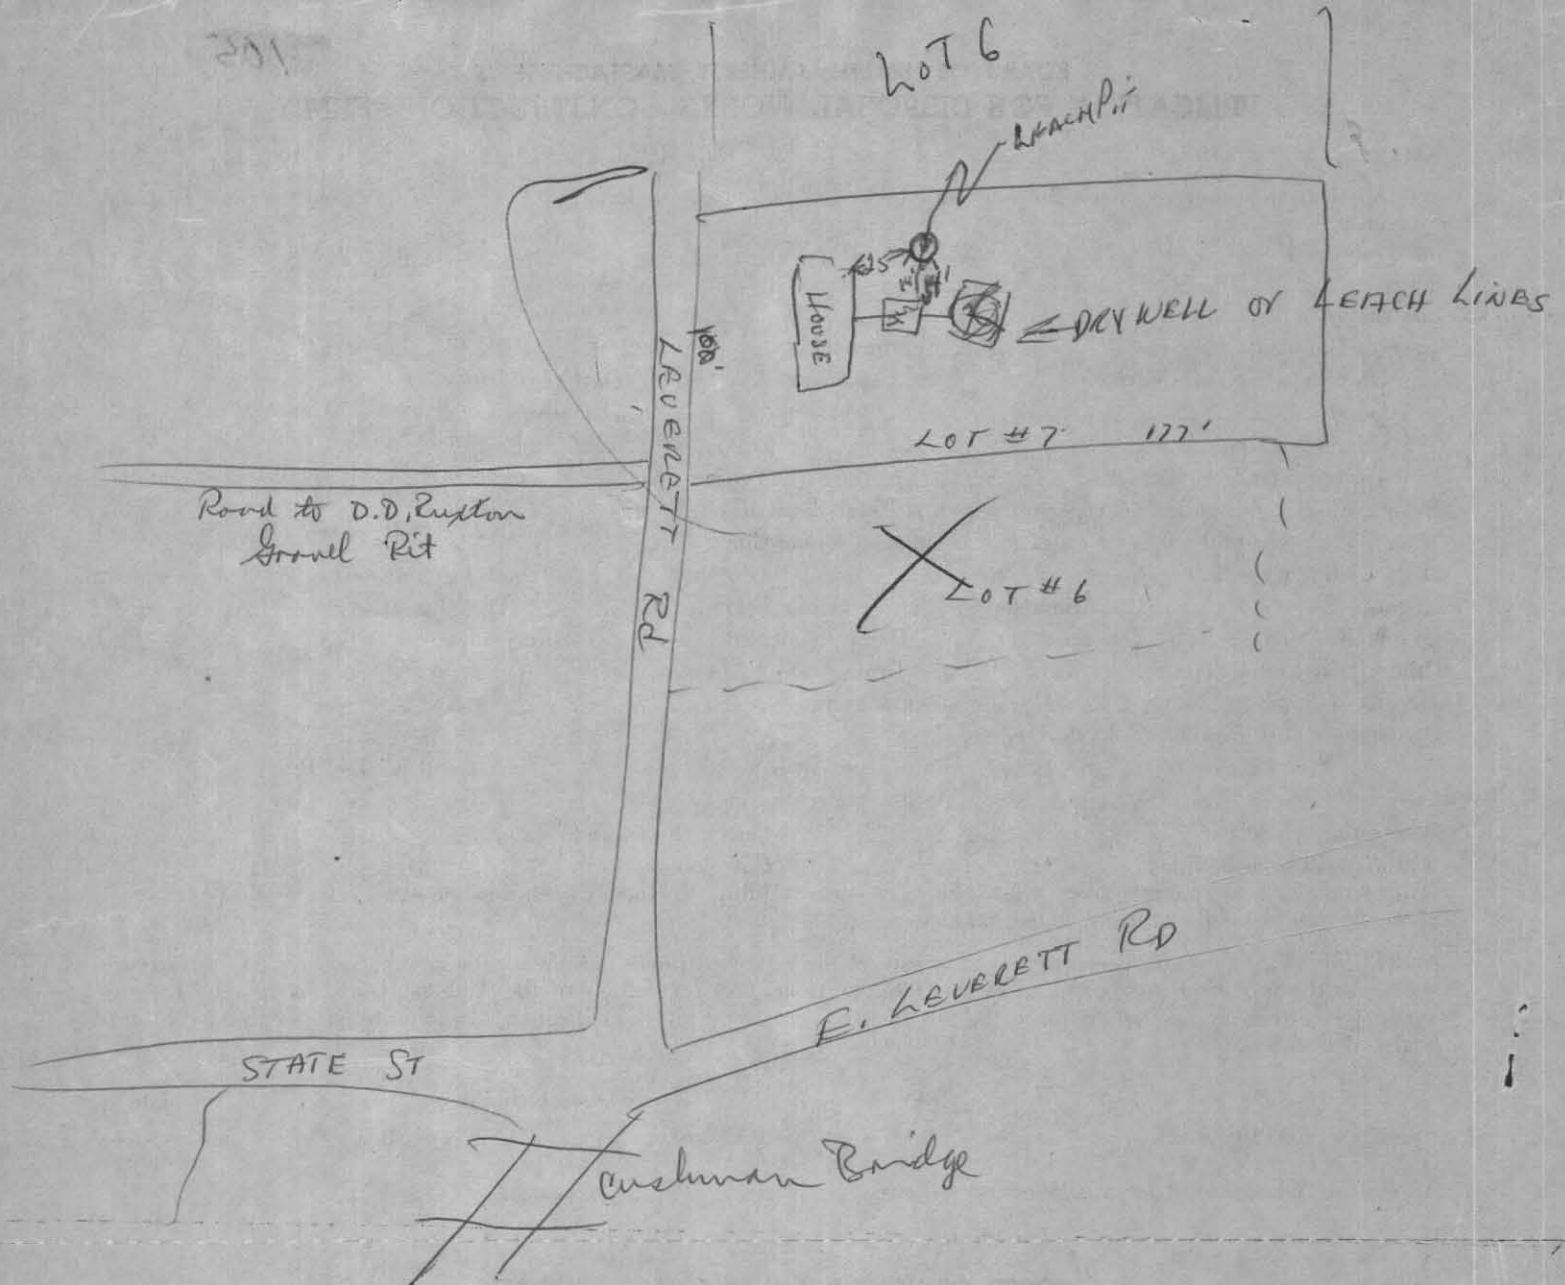 LOT 6
LEACH Pit
25'
HOUSE
DRYWELL or LEACH LINES
100'
LEVERETT Rd
LOT #7 177'
Road to D.D. Ruxton
Gravel Pit
LOT #6
E. LEVERETT RD
STATE ST
Cushman Bridge